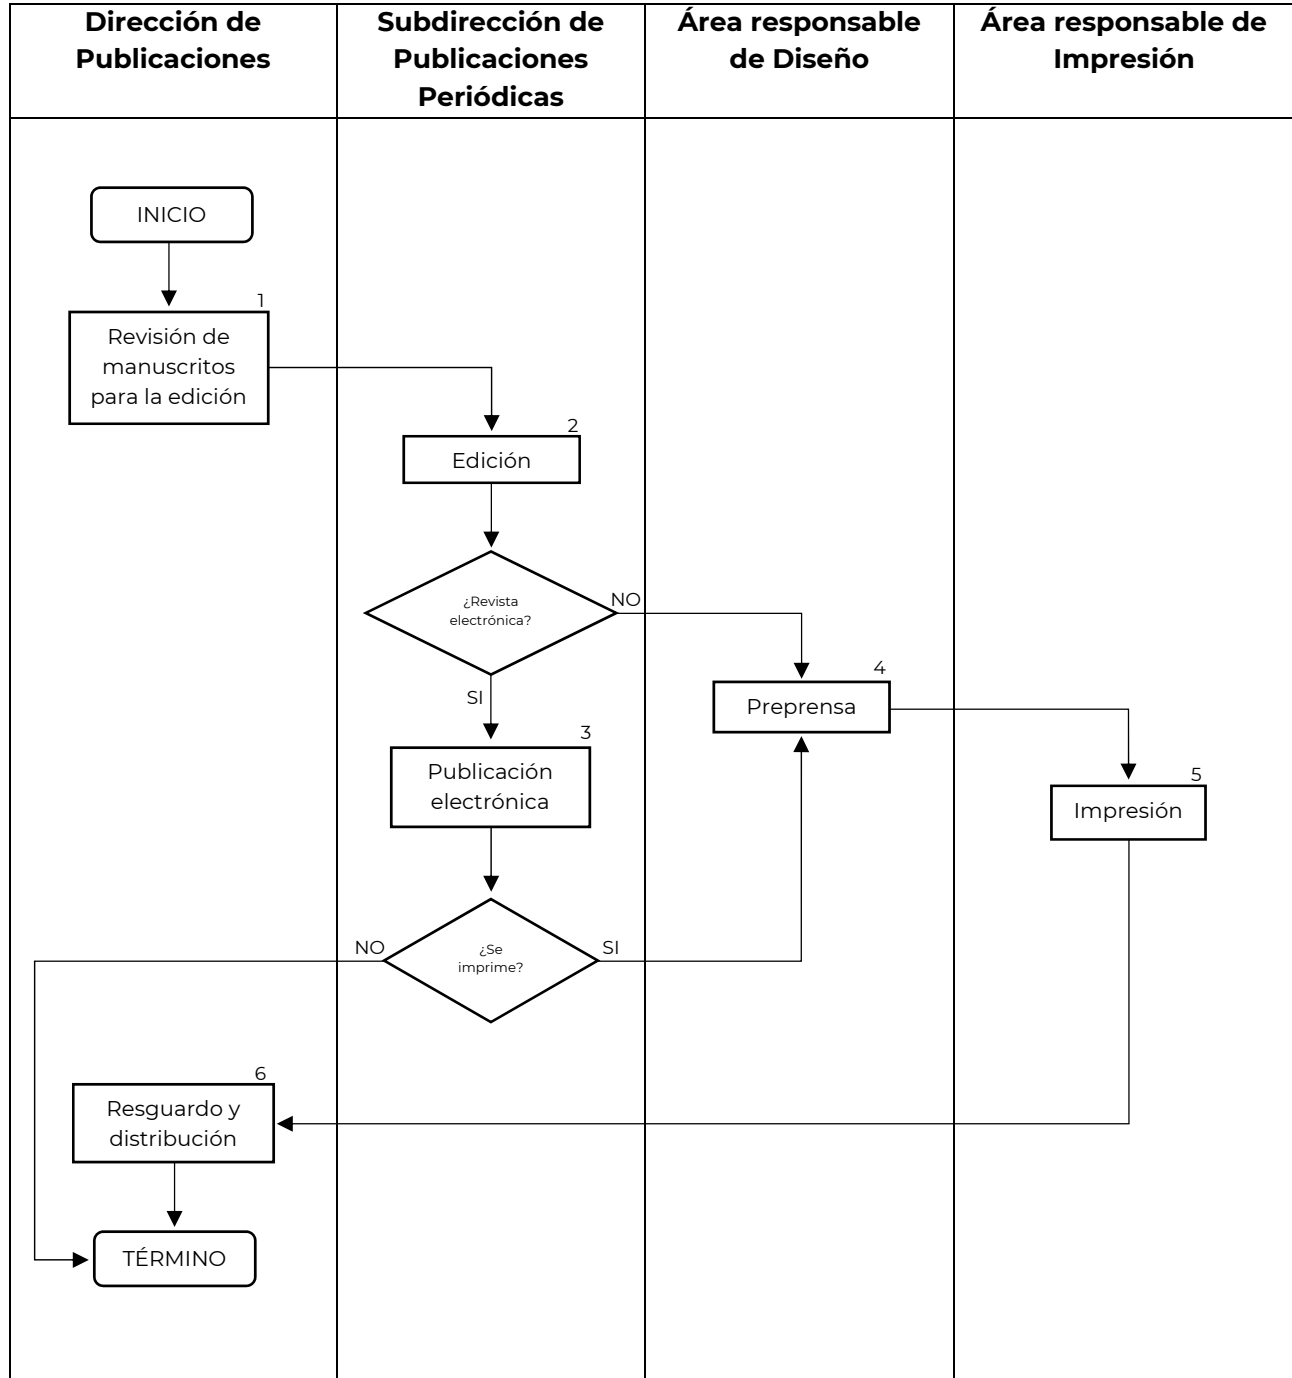 Dirección de
Publicaciones
Subdirección de
Publicaciones
Periódicas
Área responsable
de Diseño
Área responsable de
Impresión
INICIO
1
Revisión de
manuscritos
para la edición
2
Edición
¿Revista
electrónica?
NO
SI
4
Preprensa
3
Publicación
electrónica
5
Impresión
NO
¿Se
imprime?
SI
6
Resguardo y
distribución
TÉRMINO